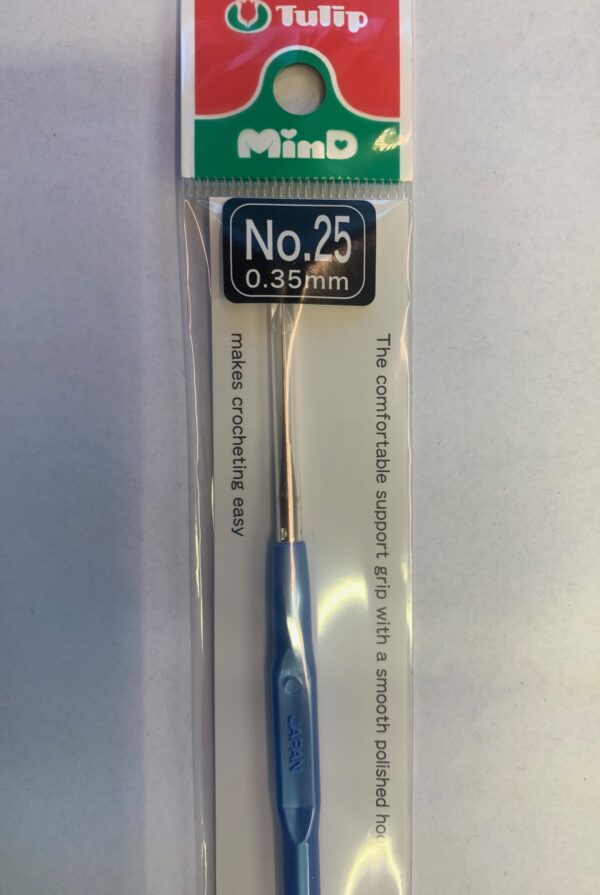 Tulip
MinD
No.25
0.35mm
The comfortable support grip with a smooth polished
makes crocheting easy
JAPAN